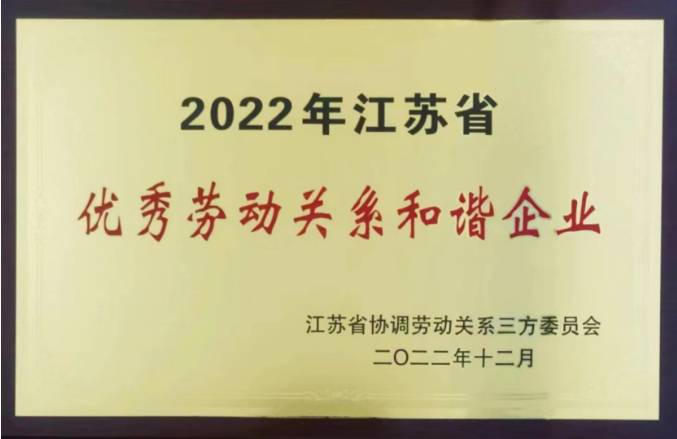 2022年江苏省
优秀劳动关系和谐企业
江苏省协调劳动关系三方委员会
二〇二二年十二月